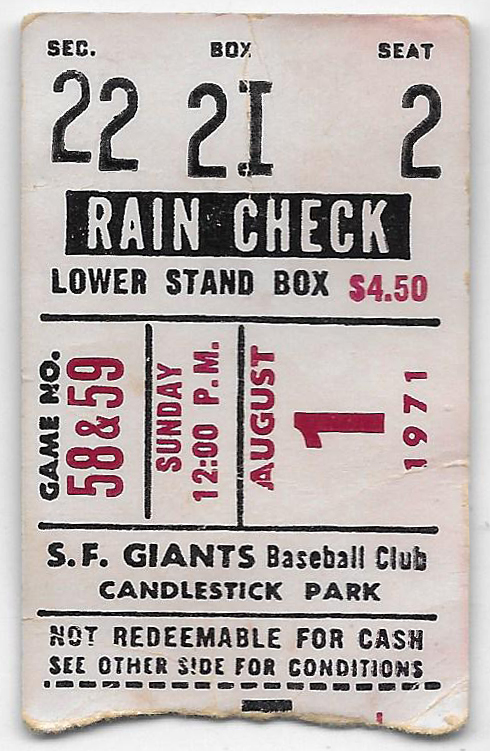 SEC. BOX SEAT
22 21 2
RAIN CHECK
LOWER STAND BOX $4.50
GAME NO.
58 & 59
SUNDAY
12:00 P.M.
AUGUST
1
1971
S.F. GIANTS Baseball Club
CANDLESTICK PARK
NOT REDEEMABLE FOR CASH
SEE OTHER SIDE FOR CONDITIONS